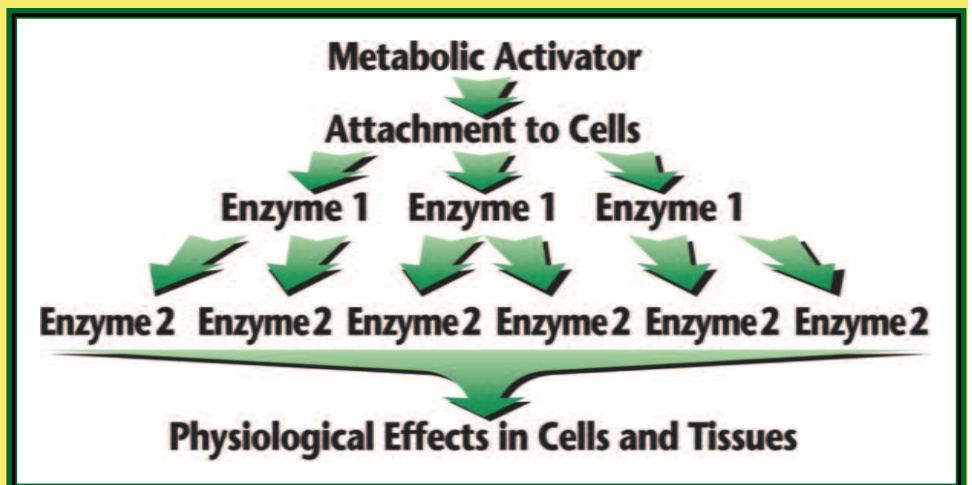 Metabolic Activator
Attachment to Cells
Enzyme 1 Enzyme 1 Enzyme 1
Enzyme 2 Enzyme 2 Enzyme 2 Enzyme 2 Enzyme 2 Enzyme 2
Physiological Effects in Cells and Tissues